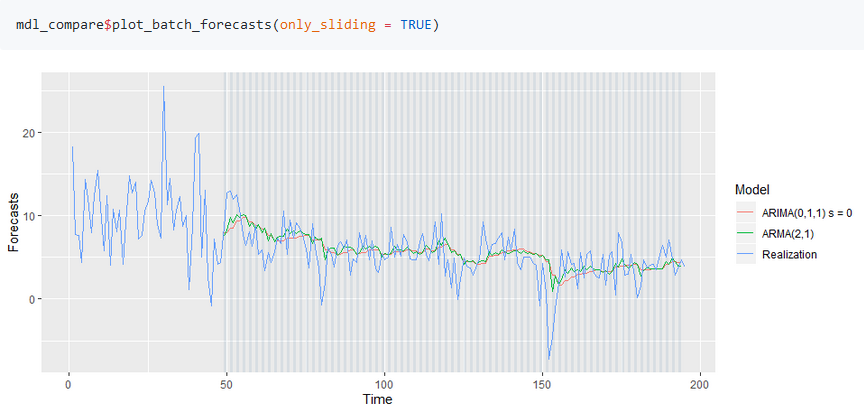 mdl_compare$plot_batch_forecasts(only_sliding = TRUE)
20
10
0
Forecasts
0
50
100
150
200
Time
Model
ARIMA(0,1,1) s = 0
ARMA(2,1)
Realization